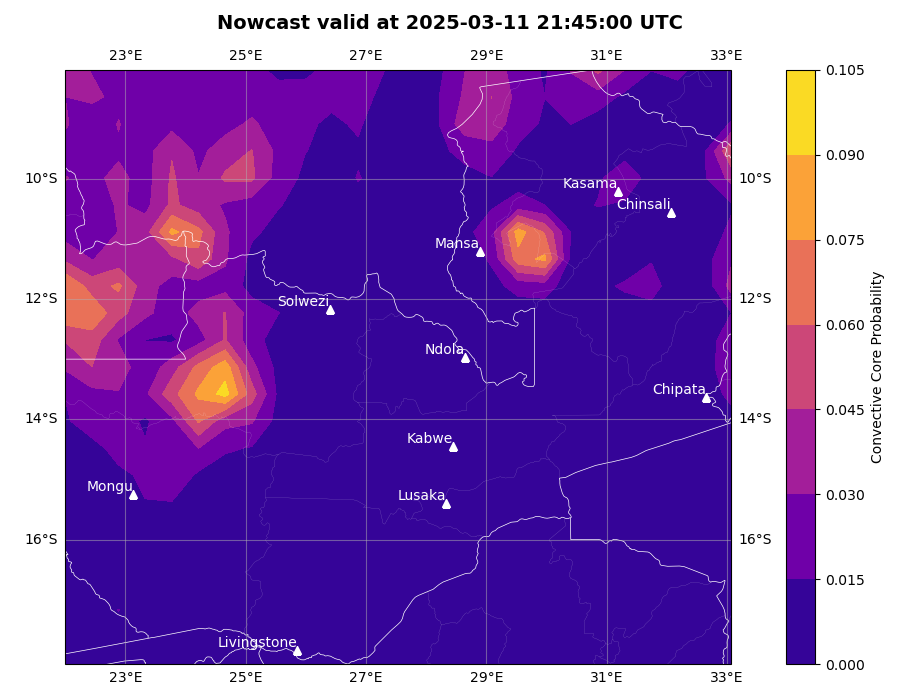 Nowcast valid at 2025-03-11 21:45:00 UTC
23°E 25°E 27°E 29°E 31°E 33°E
0.105
0.090
10°S 10°S
Kasama
Chinsali
Mansa
0.075
12°S 12°S
Solwezi
0.060
Ndola
Chipata
0.045
14°S 14°S
Kabwe
Mongu
Lusaka
0.030
16°S 16°S
0.015
Livingstone
0.000
23°E 25°E 27°E 29°E 31°E 33°E
Convective Core Probability